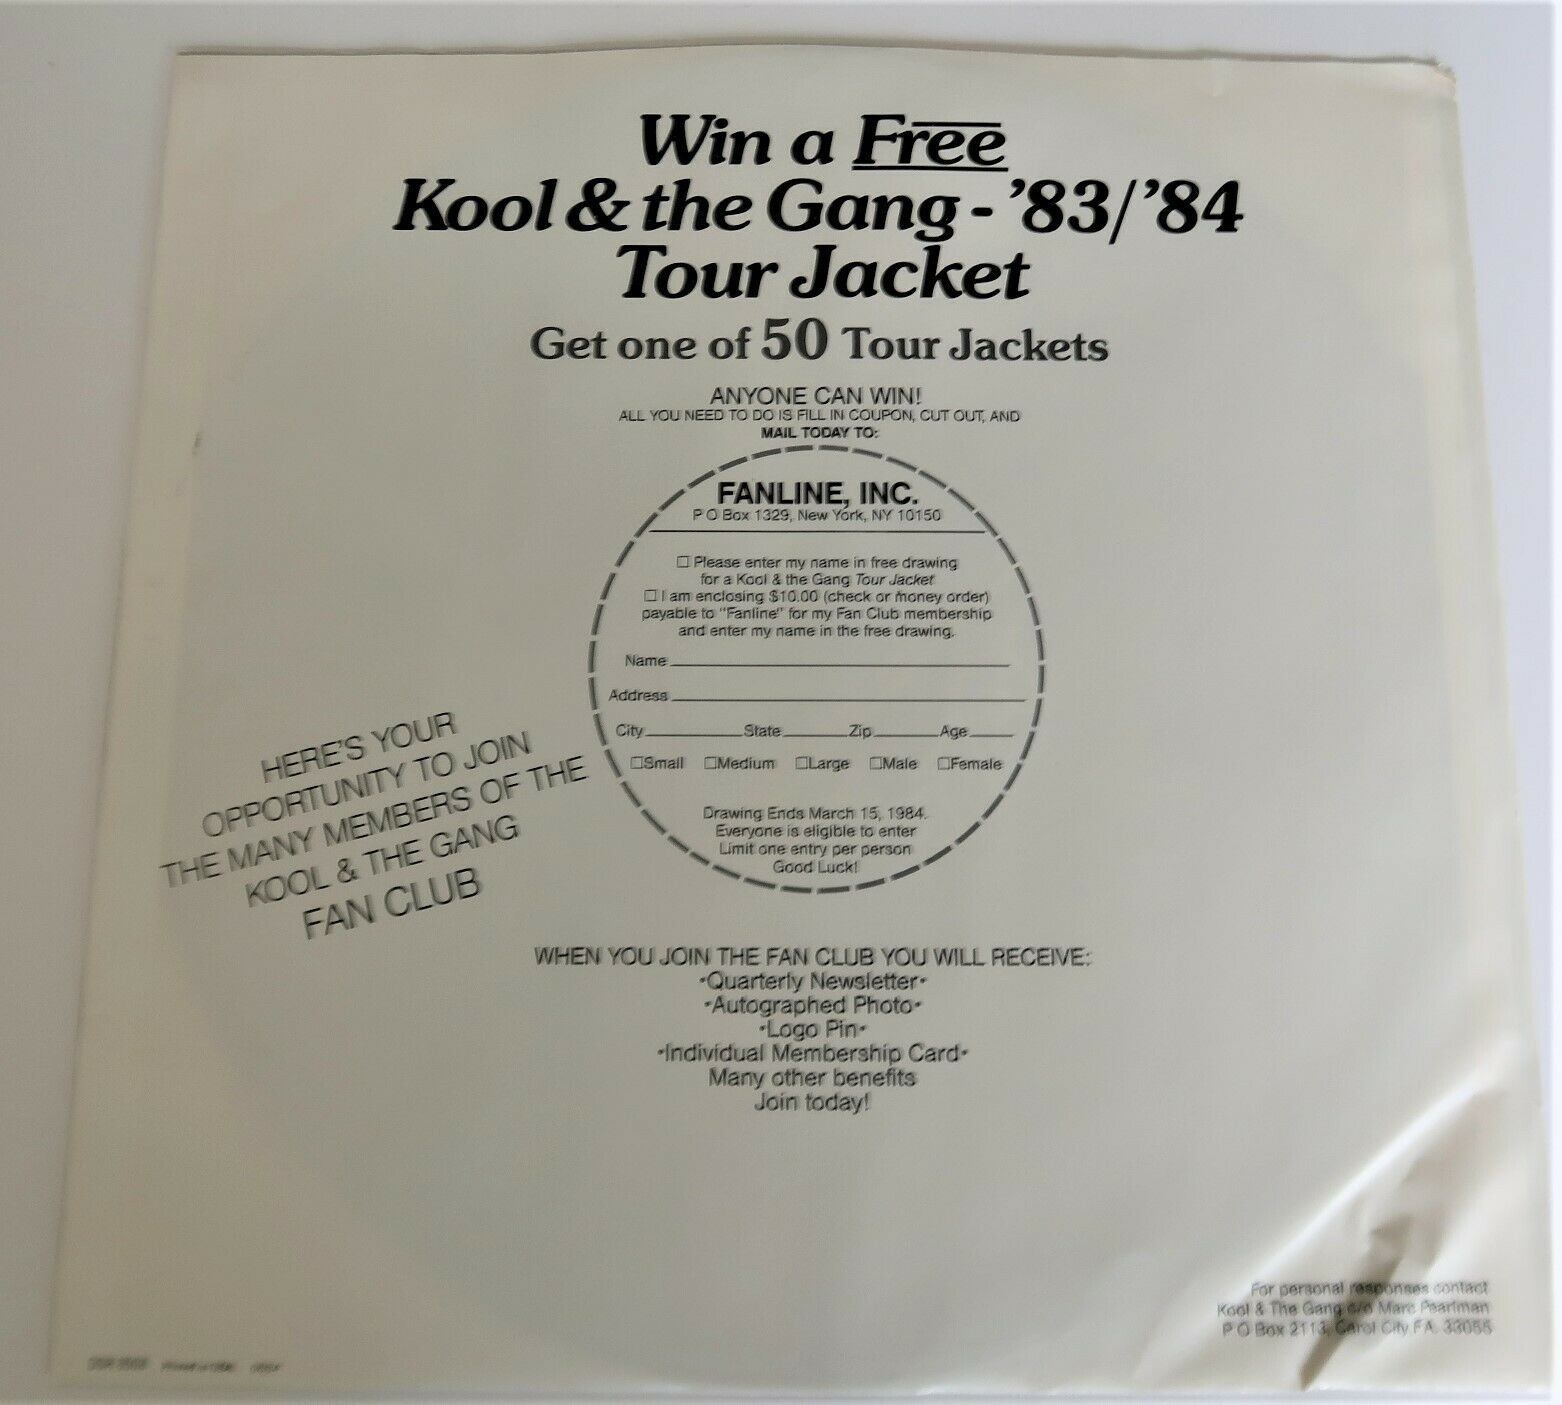 Win a Free
Kool & the Gang - '83/'84
Tour Jacket
Get one of 50 Tour Jackets
ANYONE CAN WIN!
ALL YOU NEED TO DO IS FILL IN COUPON, CUT OUT, AND
MAIL TODAY TO:
FANLINE, INC.
P O Box 1329, New York, NY 10150
☐ Please enter my name in free drawing
for a Kool & the Gang Tour Jacket
☐ I am enclosing $10.00 (check or money order)
payable to "Fanline" for my Fan Club membership
and enter my name in the free drawing.
Name
Address
City State Zip Age
☐Small ☐Medium ☐Large ☐Male ☐Female
Drawing Ends March 15, 1984.
Everyone is eligible to enter
Limit one entry per person
Good Luck!
HERE'S YOUR
OPPORTUNITY TO JOIN
THE MANY MEMBERS OF THE
KOOL & THE GANG
FAN CLUB
WHEN YOU JOIN THE FAN CLUB YOU WILL RECEIVE:
•Quarterly Newsletter•
•Autographed Photo•
•Logo Pin•
•Individual Membership Card•
Many other benefits
Join today!
For personal responses contact
Kool & The Gang c/o Marc Pearlman
P O Box 2113, Carol City FA. 33055